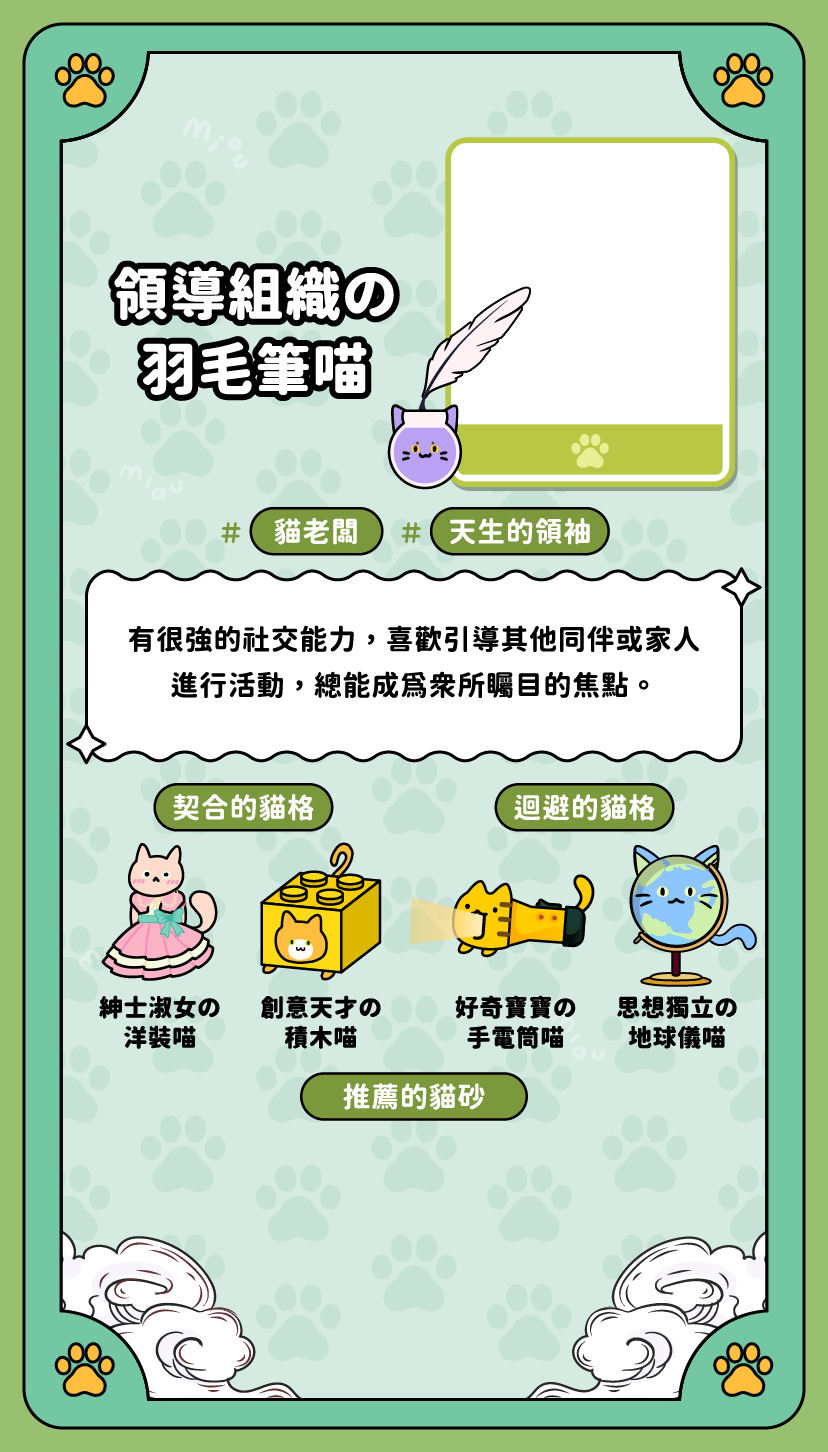 miau
領導組織の
羽毛筆喵
miau
# 貓老闆 # 天生的領袖
有很強的社交能力，喜歡引導其他同伴或家人
進行活動，總能成為眾所矚目的焦點。
契合的貓格 迴避的貓格
紳士淑女の
洋裝喵
創意天才の
積木喵
好奇寶寶の
手電筒喵
思想獨立の
地球儀喵
推薦的貓砂